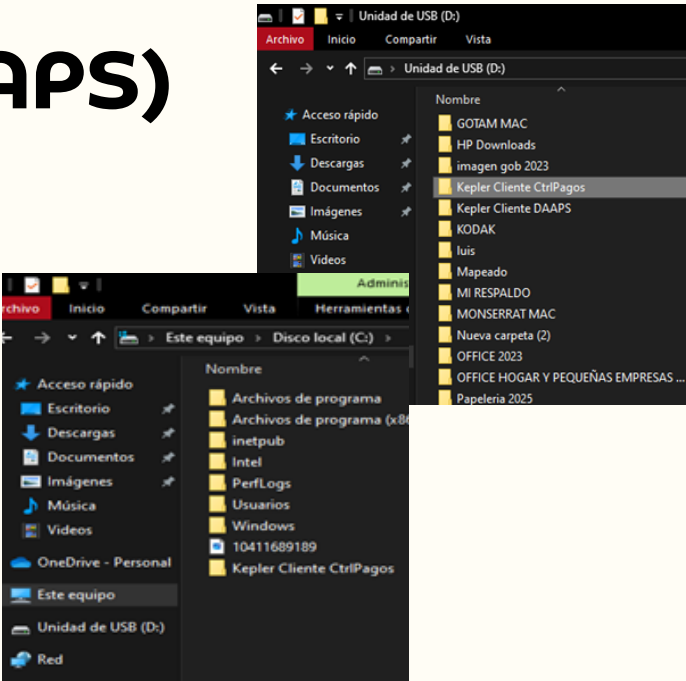 APS)
Unidad de USB (D:)
Archivo Inicio Compartir Vista
Unidad de USB (D:)
Nombre
Acceso rápido
Escritorio
Descargas
Documentos
Imágenes
Música
Videos
GOTAM MAC
HP Downloads
imagen gob 2023
Kepler Cliente CtrlPagos
Kepler Cliente DAAPS
KODAK
luis
Mapeado
MI RESPALDO
MONSERRAT MAC
Nueva carpeta (2)
OFFICE 2023
OFFICE HOGAR Y PEQUEÑAS EMPRESAS ...
Papeleria 2025
Adminis
rchivo Inicio Compartir Vista Herramientas
Este equipo > Disco local (C:) >
Nombre
Acceso rápido
Escritorio
Descargas
Documentos
Imágenes
Música
Videos
OneDrive - Personal
Este equipo
Unidad de USB (D:)
Red
Archivos de programa
Archivos de programa (x86
inetpub
Intel
PerfLogs
Usuarios
Windows
10411689189
Kepler Cliente CtrlPagos